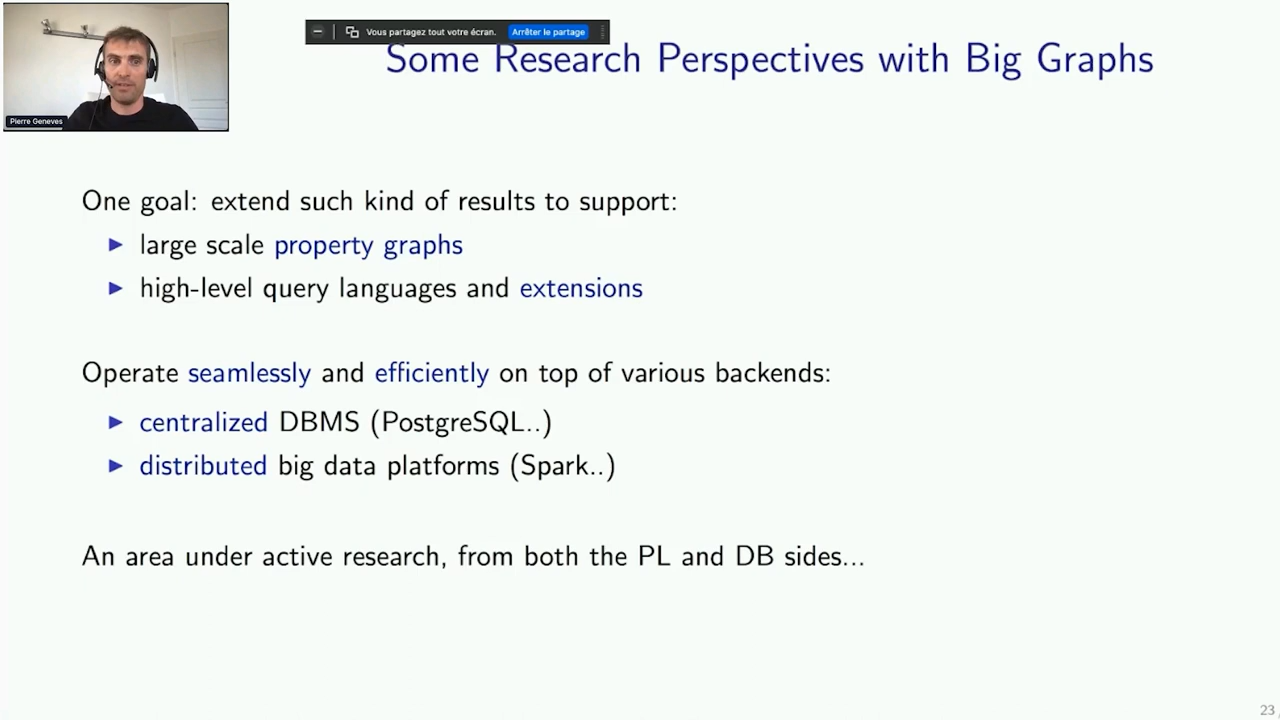 Vous partagez tout votre écran. Arrêter le partage
Some Research Perspectives with Big Graphs
Pierre Geneves
One goal: extend such kind of results to support:
▶ large scale property graphs
▶ high-level query languages and extensions
Operate seamlessly and efficiently on top of various backends:
▶ centralized DBMS (PostgreSQL..)
▶ distributed big data platforms (Spark..)
An area under active research, from both the PL and DB sides...
23